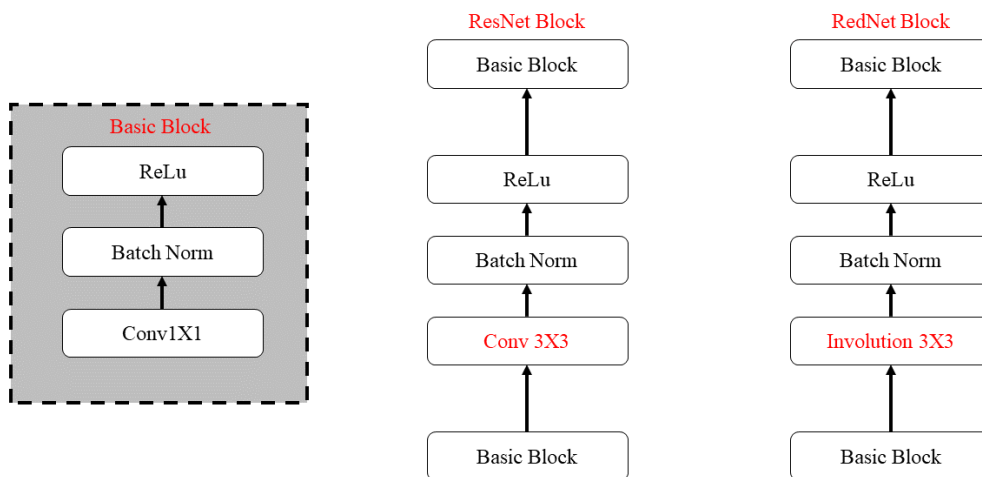 Basic Block
ReLu
Batch Norm
Conv1X1
ResNet Block
Basic Block
ReLu
Batch Norm
Conv 3X3
Basic Block
RedNet Block
Basic Block
ReLu
Batch Norm
Involution 3X3
Basic Block